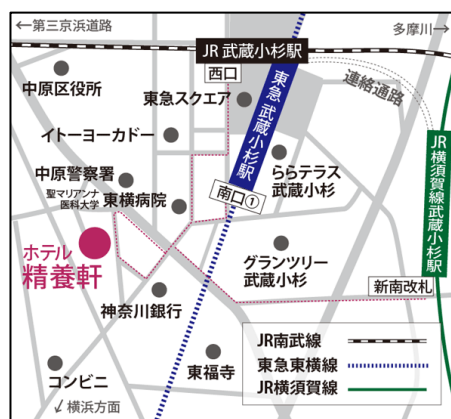 ←第三京浜道路
多摩川→
JR 武蔵小杉駅
西口
中原区役所
東急スクエア
連絡通路
東急 武蔵小杉駅
イトーヨーカドー
中原警察署
聖マリアンナ
医科大学
東横病院
ららテラス
武蔵小杉
南口①
JR横須賀線武蔵小杉駅
ホテル
精養軒
グランツリー
武蔵小杉
新南改札
神奈川銀行
JR南武線
東急東横線
JR横須賀線
東福寺
コンビニ
↙横浜方面